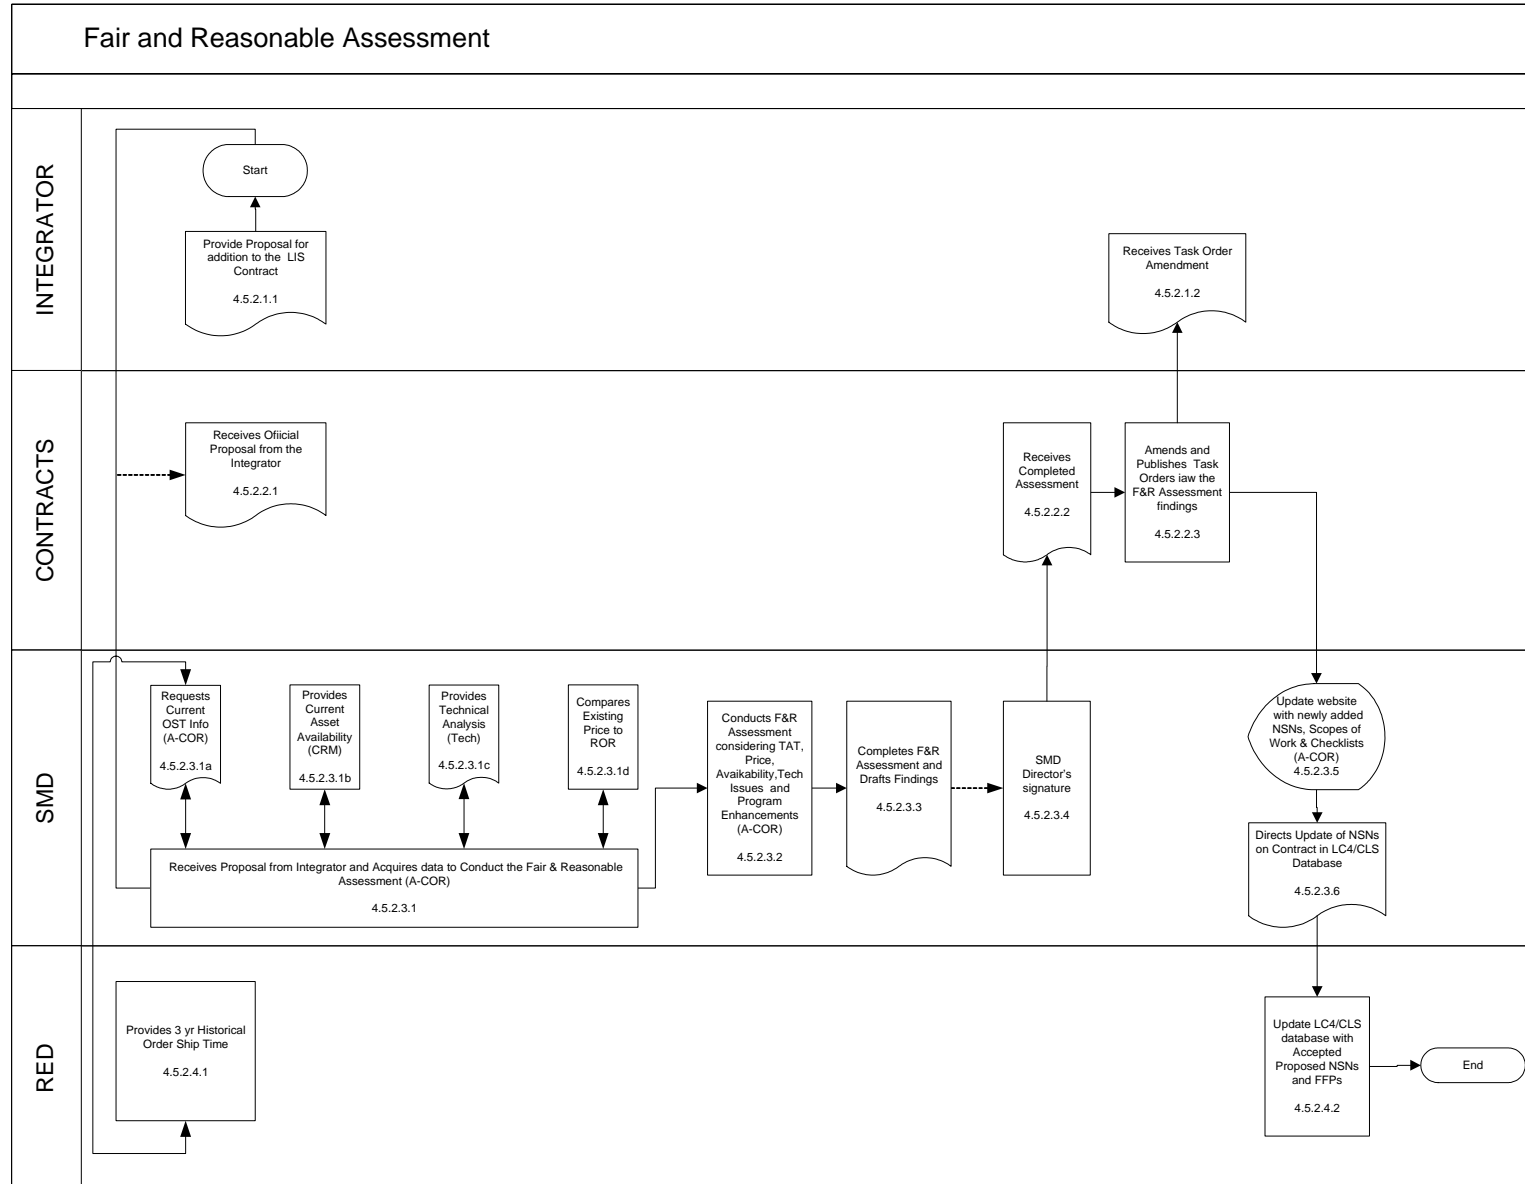 Fair and Reasonable Assessment
INTEGRATOR
Start
Provide Proposal for
addition to the LIS
Contract
4.5.2.1.1
Receives Task Order
Amendment
4.5.2.1.2
CONTRACTS
Receives Ofiicial
Proposal from the
Integrator
4.5.2.2.1
Receives
Completed
Assessment
4.5.2.2.2
Amends and
Publishes Task
Orders iaw the
F&R Assessment
findings
4.5.2.2.3
SMD
Requests
Current
OST Info
(A-COR)
4.5.2.3.1a
Provides
Current
Asset
Availability
(CRM)
4.5.2.3.1b
Provides
Technical
Analysis
(Tech)
4.5.2.3.1c
Compares
Existing
Price to
ROR
4.5.2.3.1d
Receives Proposal from Integrator and Acquires data to Conduct the Fair & Reasonable
Assessment (A-COR)
4.5.2.3.1
Conducts F&R
Assessment
considering TAT,
Price,
Avaikability,Tech
Issues and
Program
Enhancements
(A-COR)
4.5.2.3.2
Completes F&R
Assessment and
Drafts Findings
4.5.2.3.3
SMD
Director's
signature
4.5.2.3.4
Update website
with newly added
NSNs, Scopes of
Work & Checklists
(A-COR)
4.5.2.3.5
Directs Update of NSNs
on Contract in LC4/CLS
Database
4.5.2.3.6
RED
Provides 3 yr Historical
Order Ship Time
4.5.2.4.1
Update LC4/CLS
database with
Accepted
Proposed NSNs
and FFPs
4.5.2.4.2
End